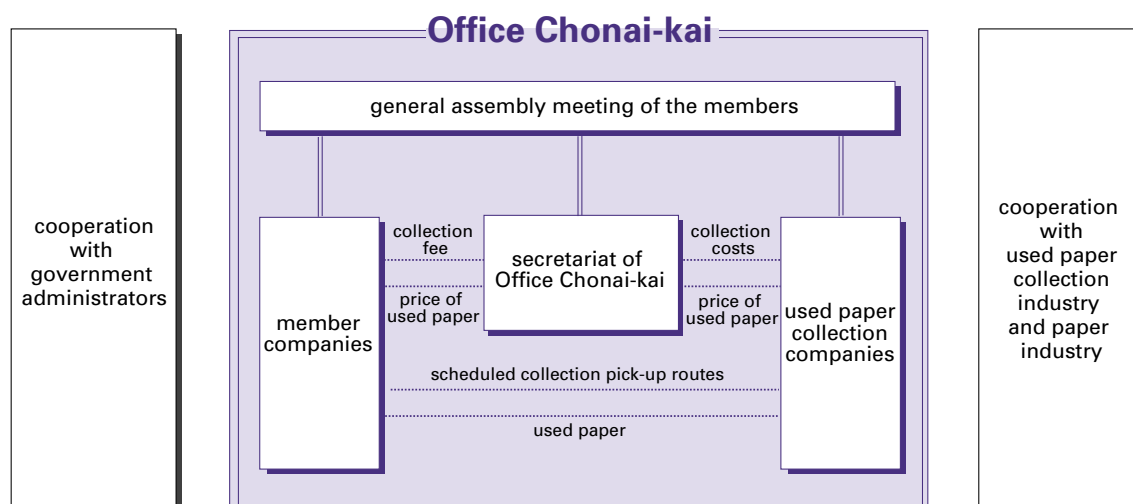 Office Chonai-kai
general assembly meeting of the members
cooperation
with
government
administrators
member
companies
collection
fee
price of
used paper
secretariat of
Office Chonai-kai
collection
costs
price of
used paper
used paper
collection
companies
scheduled collection pick-up routes
used paper
cooperation
with
used paper
collection
industry
and paper
industry